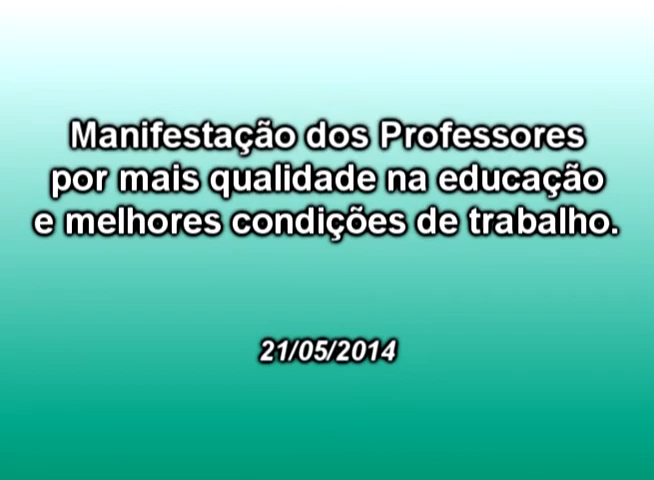 Manifestação dos Professores
por mais qualidade na educação
e melhores condições de trabalho.
21/05/2014